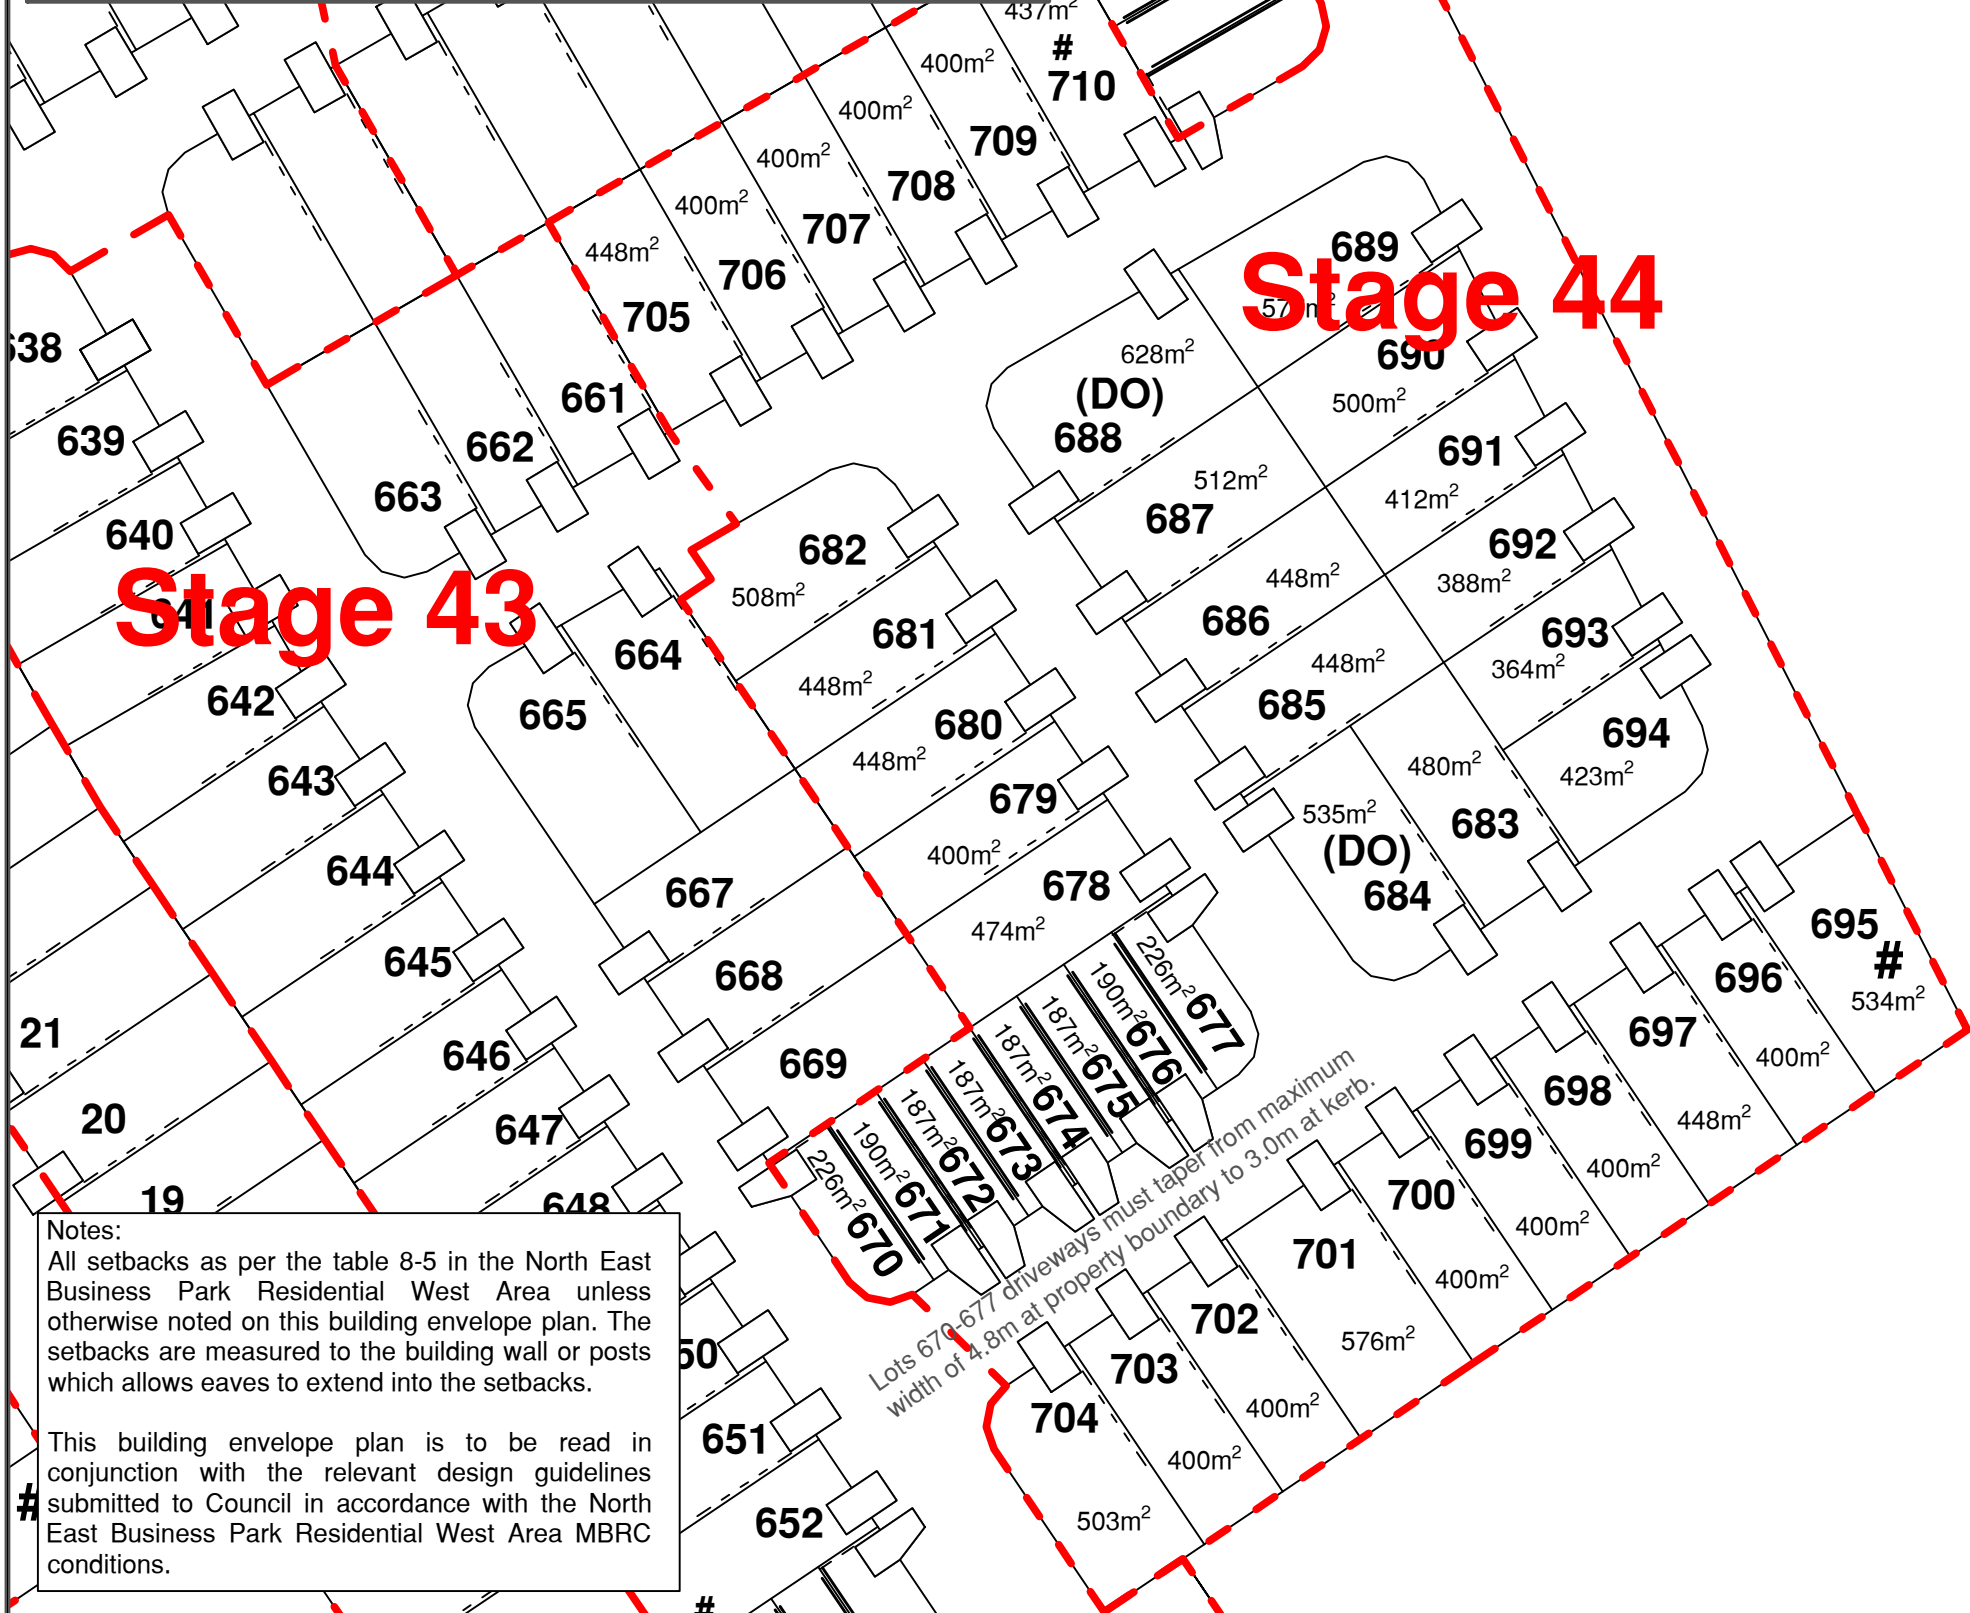 437m²
#
710
400m²
709
400m²
708
400m²
707
400m²
706
448m²
705
661
662
663
638
639
640
641
642
643
644
645
646
647
648
50
651
652
Stage 43
664
665
667
668
669
21
20
19
682
508m²
681
448m²
680
448m²
679
400m²
678
474m²
Stage 44
689
690
500m²
628m²
(DO)
688
512m²
687
691
412m²
448m²
686
692
388m²
448m²
685
693
364m²
694
423m²
480m²
683
535m²
(DO)
684
226m² 677
190m² 676
187m² 675
187m² 674
187m² 673
187m² 672
190m² 671
226m² 670
Lots 670-677 driveways must taper from maximum
width of 4.8m at property boundary to 3.0m at kerb.
695
#
534m²
696
400m²
697
448m²
698
400m²
699
400m²
700
400m²
701
576m²
702
400m²
703
400m²
704
503m²
Notes:
All setbacks as per the table 8-5 in the North East
Business Park Residential West Area unless
otherwise noted on this building envelope plan. The
setbacks are measured to the building wall or posts
which allows eaves to extend into the setbacks.
This building envelope plan is to be read in
conjunction with the relevant design guidelines
submitted to Council in accordance with the North
East Business Park Residential West Area MBRC
conditions.
#
#